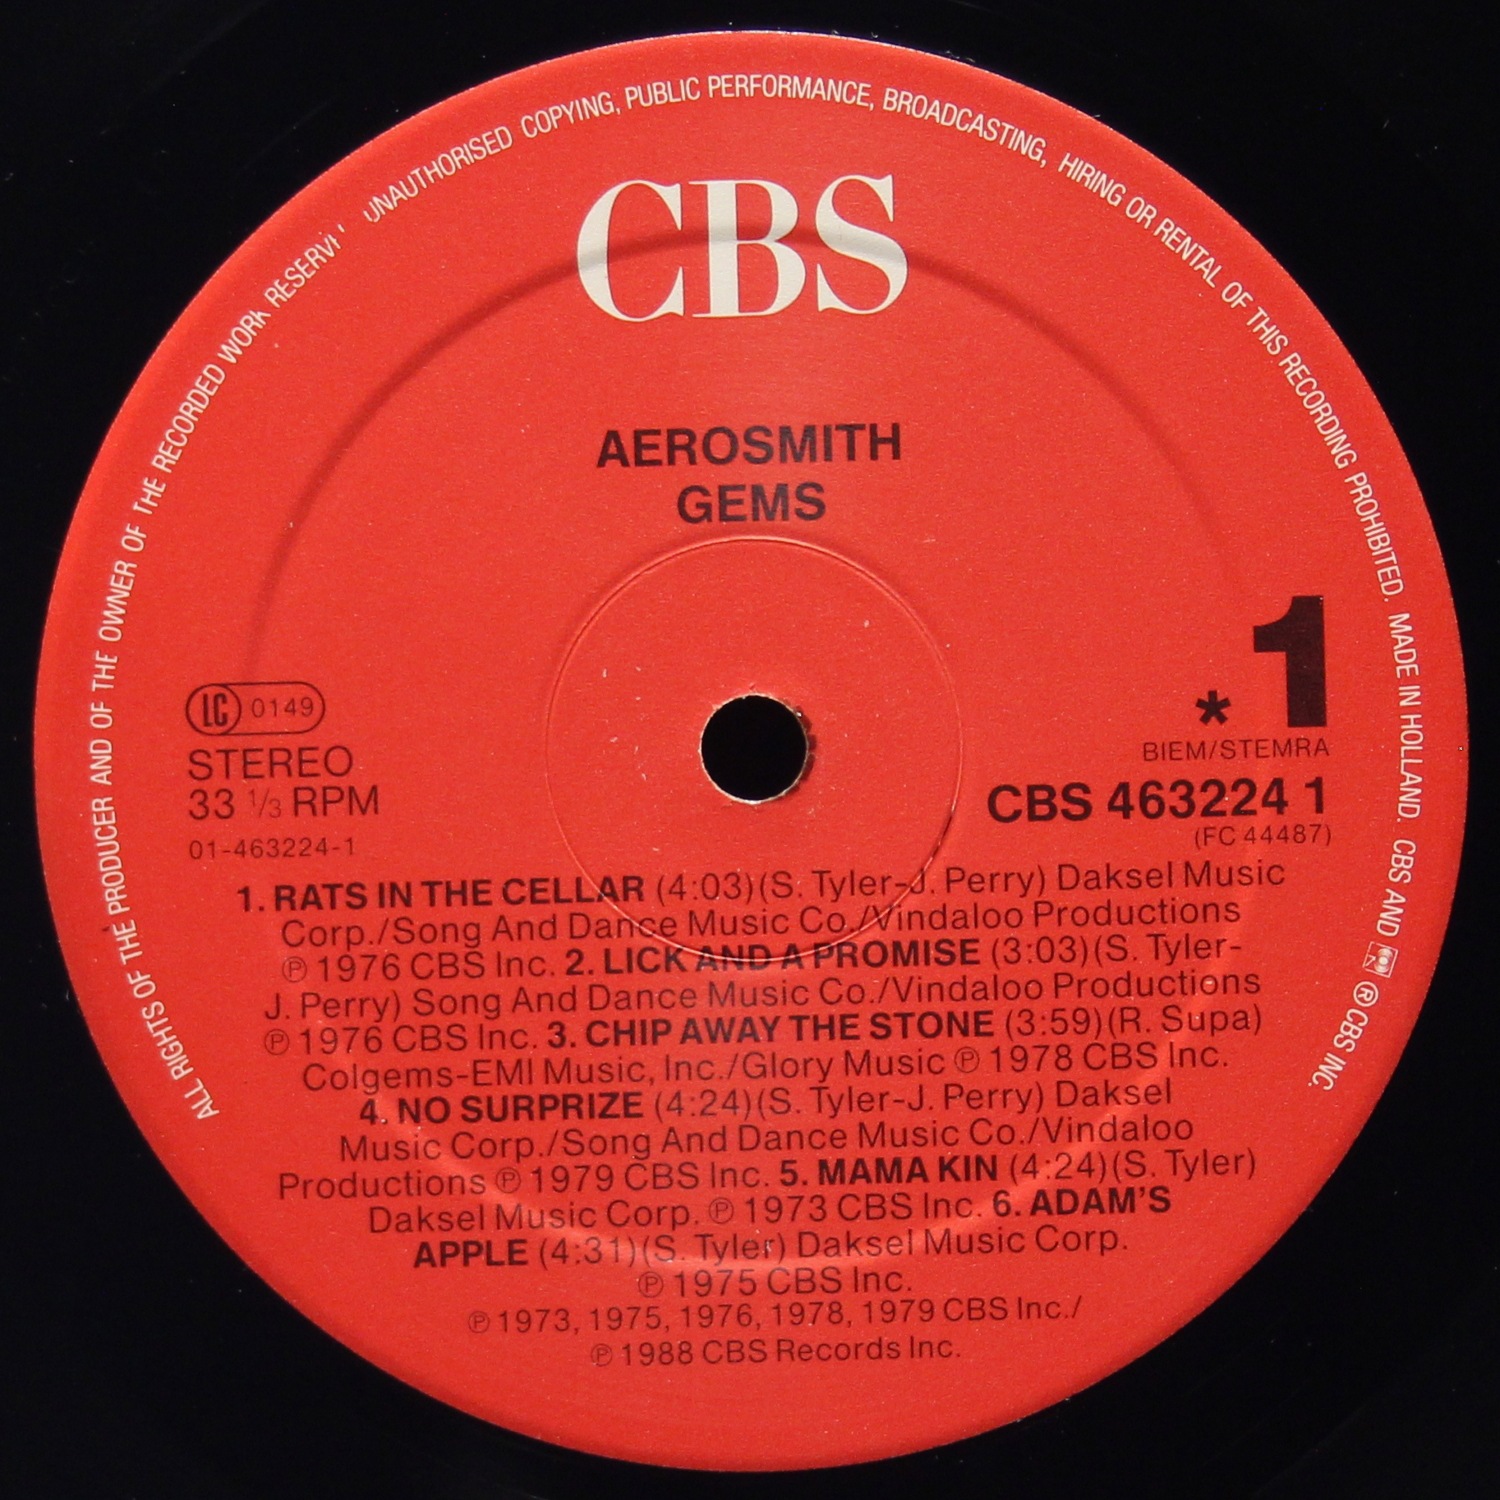 ALL RIGHTS OF THE PRODUCER AND OF THE OWNER OF THE RECORDED WORK UNAUTHORISED COPYING, PUBLIC PERFORMANCE, BROADCASTING, HIRING OR RENTAL OF THIS RECORDING PROHIBITED. MADE IN HOLLAND. CBS AND ® CBS INC.
CBS
AEROSMITH
GEMS
1
*
BIEM/STEMRA
LC 0149
STEREO
33 1/3 RPM
01-463224-1
CBS 463224 1
(FC 44487)
1. RATS IN THE CELLAR (4:03)(S. Tyler-J. Perry) Daksel Music
Corp./Song And Dance Music Co./Vindaloo Productions
℗ 1976 CBS Inc. 2. LICK AND A PROMISE (3:03)(S. Tyler-
J. Perry) Song And Dance Music Co./Vindaloo Productions
℗ 1976 CBS Inc. 3. CHIP AWAY THE STONE (3:59)(R. Supa)
Colgems-EMI Music, Inc./Glory Music ℗ 1978 CBS Inc.
4. NO SURPRIZE (4:24)(S. Tyler-J. Perry) Daksel
Music Corp./Song And Dance Music Co./Vindaloo
Productions ℗ 1979 CBS Inc. 5. MAMA KIN (4:24)(S. Tyler)
Daksel Music Corp. ℗ 1973 CBS Inc. 6. ADAM'S
APPLE (4:31)(S. Tyler) Daksel Music Corp.
℗ 1975 CBS Inc.
℗ 1973, 1975, 1976, 1978, 1979 CBS Inc./
℗ 1988 CBS Records Inc.